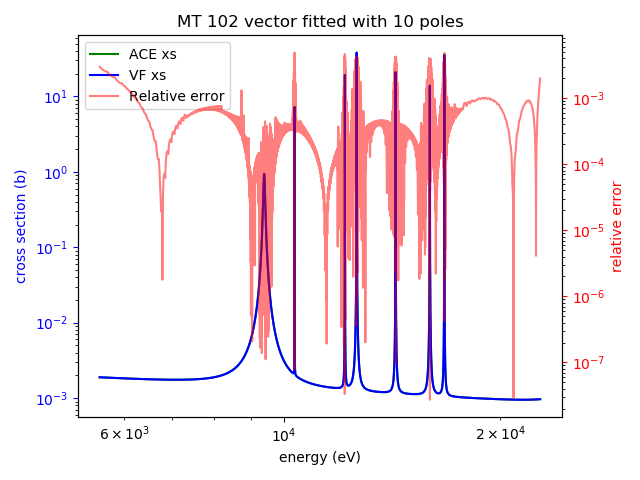 MT 102 vector fitted with 10 poles
ACE xs
VF xs
Relative error
cross section (b)
10¹
10⁰
10⁻¹
10⁻²
10⁻³
relative error
10⁻³
10⁻⁴
10⁻⁵
10⁻⁶
10⁻⁷
6 × 10³
10⁴
2 × 10⁴
energy (eV)